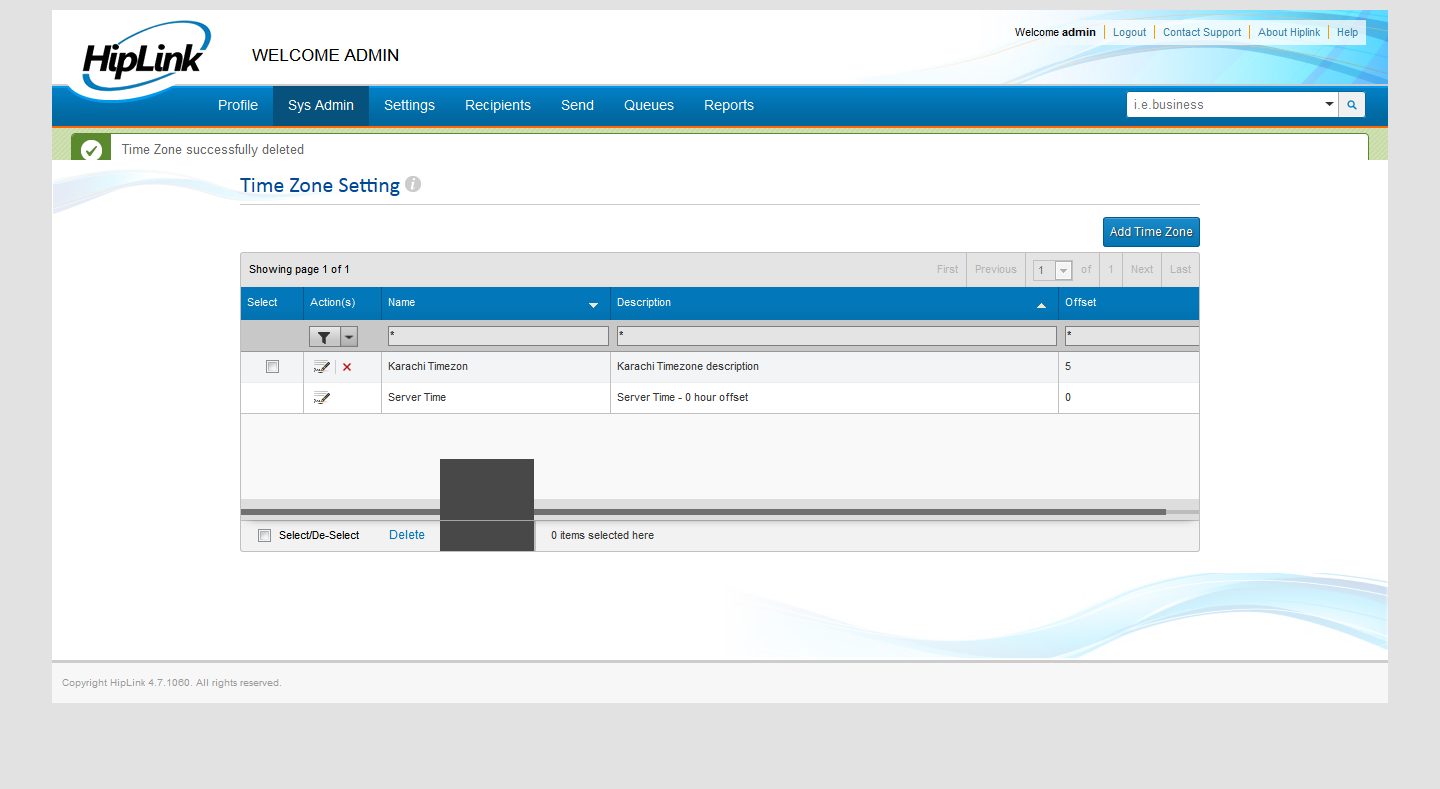 HipLink
WELCOME ADMIN
Welcome admin Logout Contact Support About Hiplink Help
Profile Sys Admin Settings Recipients Send Queues Reports i.e.business
Time Zone successfully deleted
Time Zone Setting i
Add Time Zone
Showing page 1 of 1 First Previous 1 of 1 Next Last
Select Action(s) Name Description Offset
* * *
Karachi Timezon Karachi Timezone description 5
Server Time Server Time - 0 hour offset 0
Select/De-Select Delete 0 items selected here
Copyright HipLink 4.7.1060. All rights reserved.